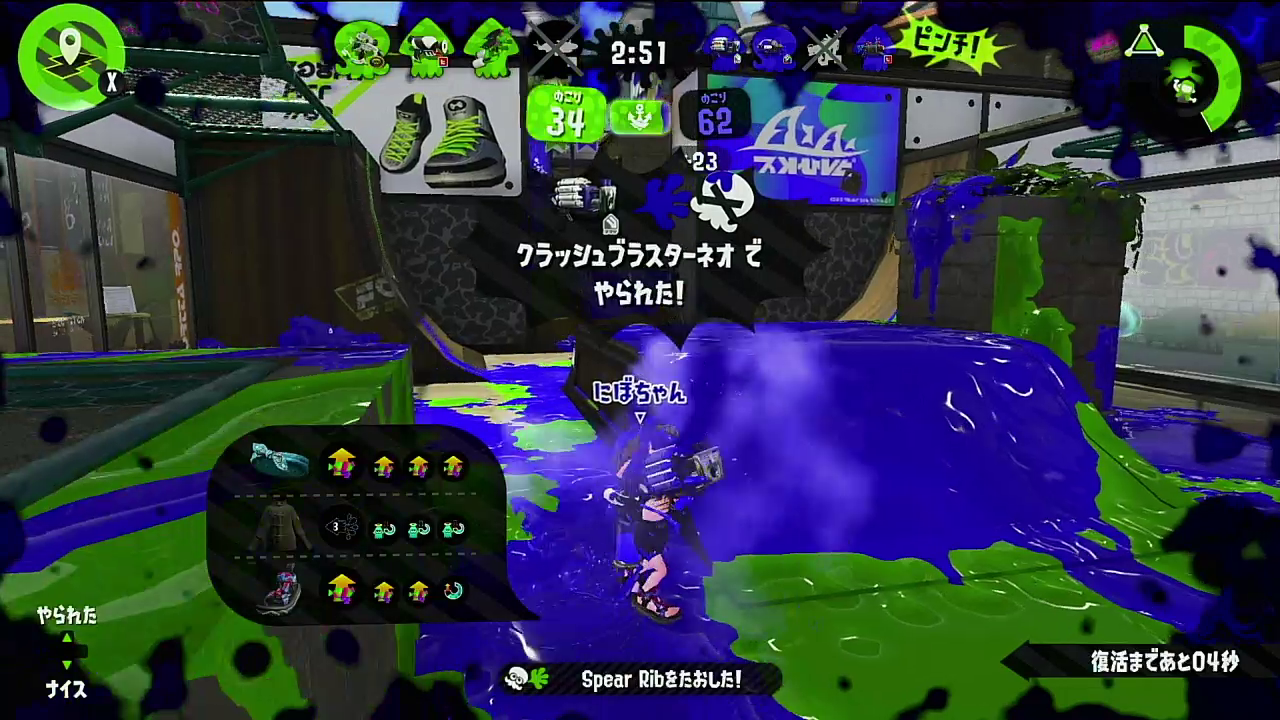 X
2:51
ピンチ!
のこり
34
のこり
62
23
クラッシュブラスターネオ で
やられた!
にぼちゃん
3
やられた
ナイス
Spear Ribをたおした!
復活まであと04秒